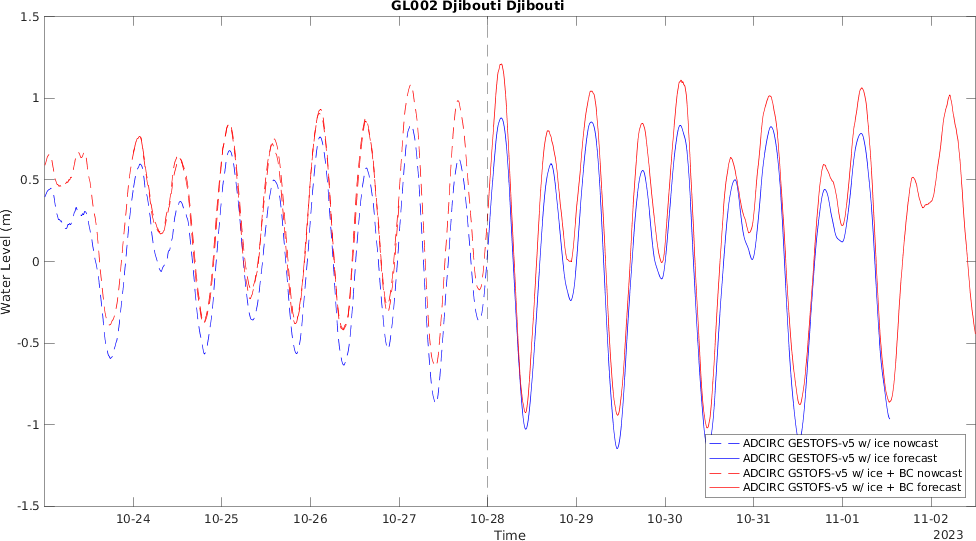 GL002 Djibouti Djibouti
1.5
1
0.5
0
-0.5
-1
-1.5
Water Level (m)
10-24 10-25 10-26 10-27 10-28 10-29 10-30 10-31 11-01 11-02
Time
2023
ADCIRC GESTOFS-v5 w/ ice nowcast
ADCIRC GESTOFS-v5 w/ ice forecast
ADCIRC GSTOFS-v5 w/ ice + BC nowcast
ADCIRC GSTOFS-v5 w/ ice + BC forecast